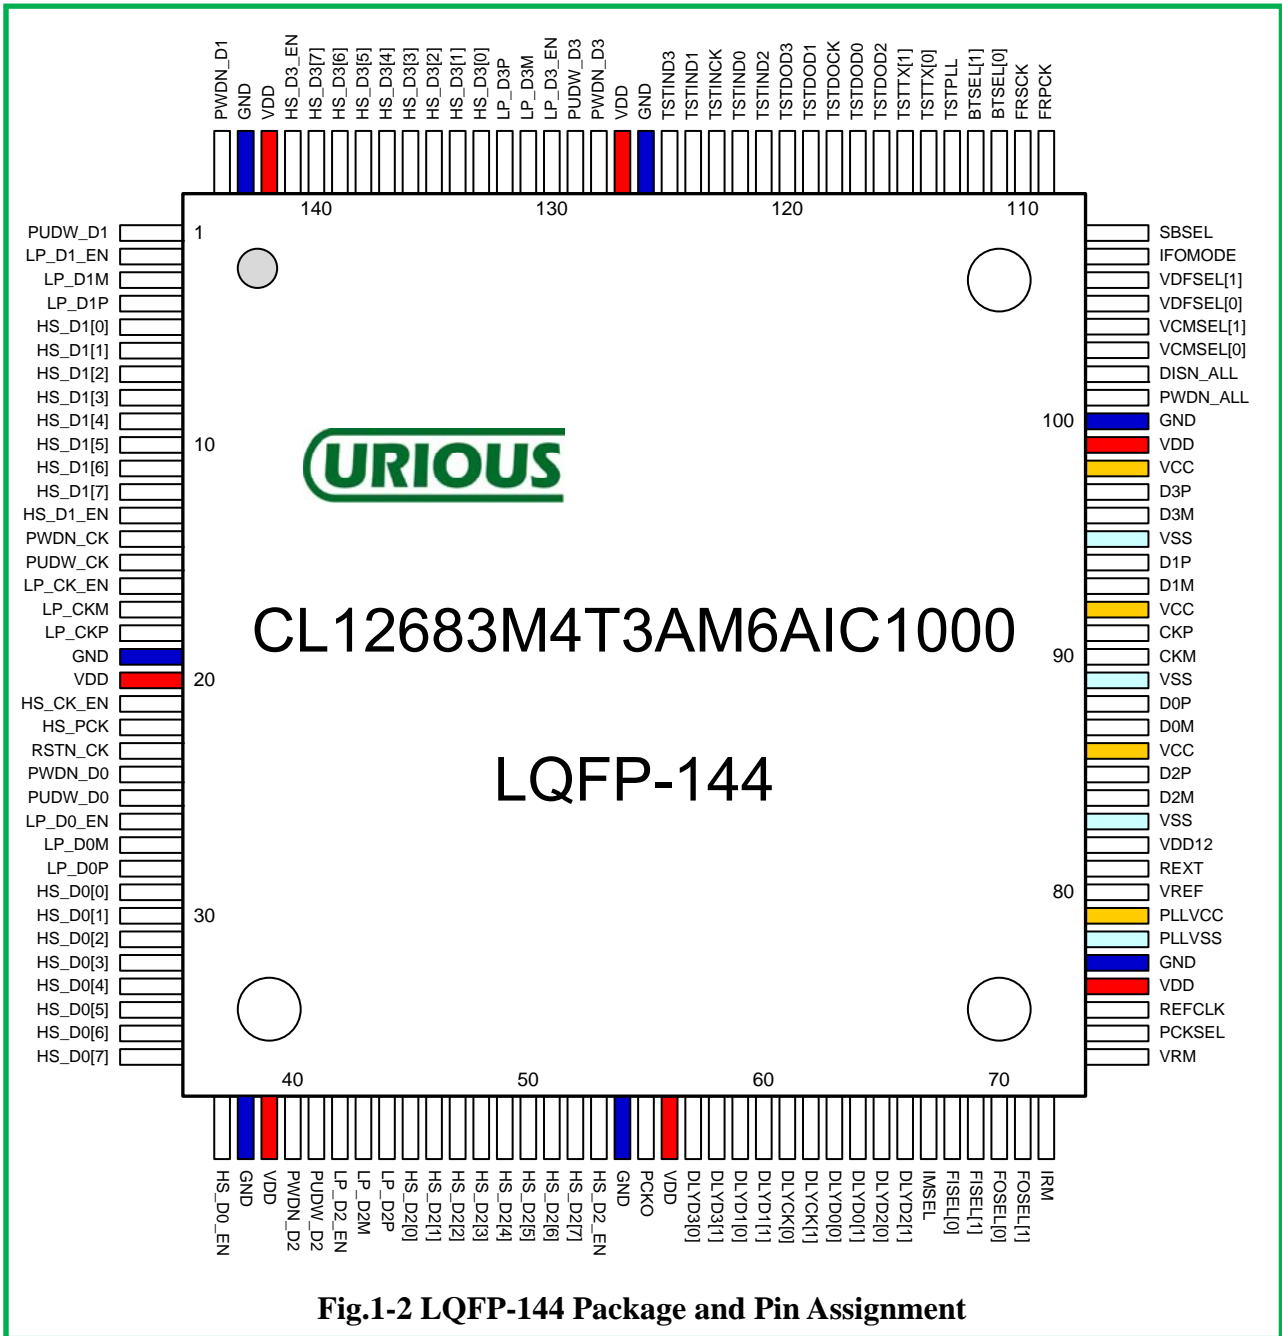 PWDN_D1
GND
VDD
HS_D3_EN
HS_D3[7]
HS_D3[6]
HS_D3[5]
HS_D3[4]
HS_D3[3]
HS_D3[2]
HS_D3[1]
HS_D3[0]
LP_D3P
LP_D3M
LP_D3_EN
PUDW_D3
PWDN_D3
VDD
GND
TSTIND3
TSTIND1
TSTINCK
TSTIND0
TSTIND2
TSTDOD3
TSTDOD1
TSTDOCK
TSTDOD0
TSTDOD2
TSTTX[1]
TSTTX[0]
TSTPLL
BTSEL[1]
BTSEL[0]
FRSCK
FRPCK
140
130
120
110
PUDW_D1
LP_D1_EN
LP_D1M
LP_D1P
HS_D1[0]
HS_D1[1]
HS_D1[2]
HS_D1[3]
HS_D1[4]
HS_D1[5]
HS_D1[6]
HS_D1[7]
HS_D1_EN
PWDN_CK
PUDW_CK
LP_CK_EN
LP_CKM
LP_CKP
GND
VDD
HS_CK_EN
HS_PCK
RSTN_CK
PWDN_D0
PUDW_D0
LP_D0_EN
LP_D0M
LP_D0P
HS_D0[0]
HS_D0[1]
HS_D0[2]
HS_D0[3]
HS_D0[4]
HS_D0[5]
HS_D0[6]
HS_D0[7]
1
10
20
30
CURIOUS
CL12683M4T3AM6AIC1000
LQFP-144
100
90
80
SBSEL
IFOMODE
VDFSEL[1]
VDFSEL[0]
VCMSEL[1]
VCMSEL[0]
DISN_ALL
PWDN_ALL
GND
VDD
VCC
D3P
D3M
VSS
D1P
D1M
VCC
CKP
CKM
VSS
D0P
D0M
VCC
D2P
D2M
VSS
VDD12
REXT
VREF
PLLVCC
PLLVSS
GND
VDD
REFCLK
PCKSEL
VRM
40
50
60
70
HS_D0_EN
GND
VDD
PWDN_D2
PUDW_D2
LP_D2_EN
LP_D2M
LP_D2P
HS_D2[0]
HS_D2[1]
HS_D2[2]
HS_D2[3]
HS_D2[4]
HS_D2[5]
HS_D2[6]
HS_D2[7]
HS_D2_EN
GND
PCKO
VDD
DLYD3[0]
DLYD3[1]
DLYD1[0]
DLYD1[1]
DLYCK[0]
DLYCK[1]
DLYD0[0]
DLYD0[1]
DLYD2[0]
DLYD2[1]
IMSEL
FISEL[0]
FISEL[1]
FOSEL[0]
FOSEL[1]
IRM
Fig.1-2 LQFP-144 Package and Pin Assignment